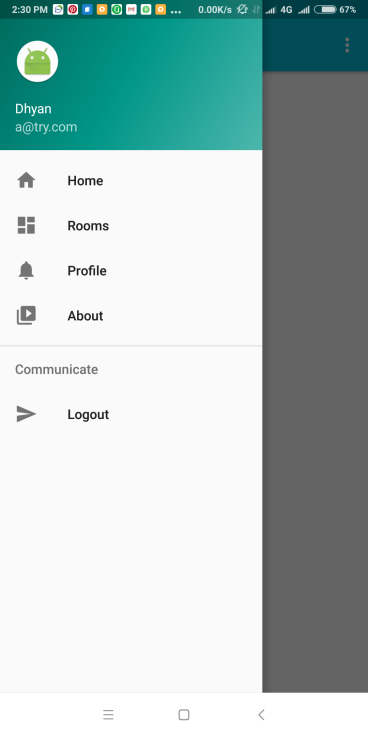 2:30 PM ... 0.00K/s 4G 67%
Dhyan
a@try.com
Home
Rooms
Profile
About
Communicate
Logout